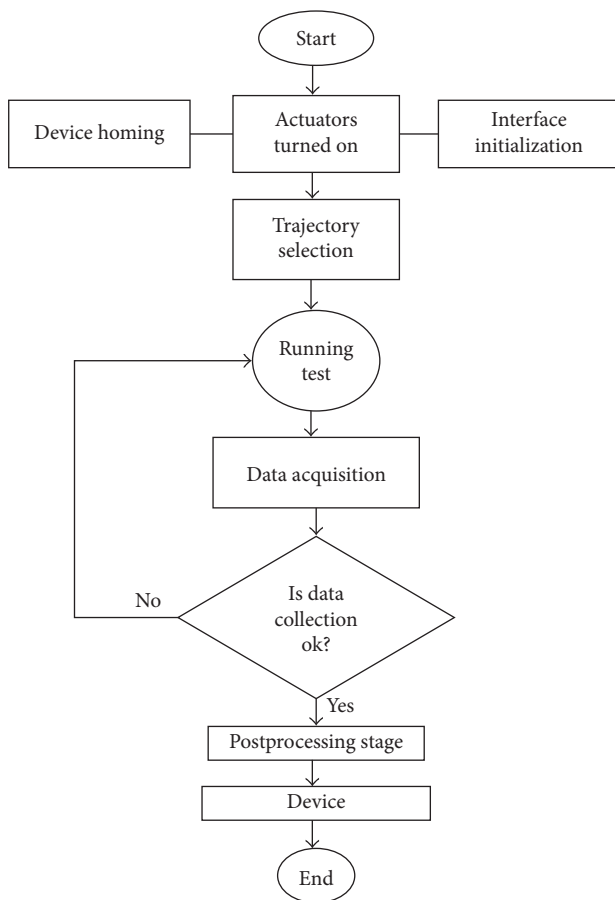 Start
Device homing
Actuators
turned on
Interface
initialization
Trajectory
selection
Running
test
Data acquisition
Is data
collection
ok?
No
Yes
Postprocessing stage
Device
End